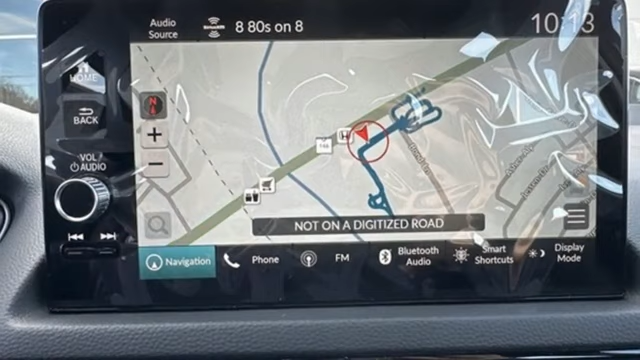 Audio
Source
SiriusXM
8 80s on 8
10:13
HOME
BACK
VOL /
AUDIO
N
+
−
NOT ON A DIGITIZED ROAD
Navigation
Phone
FM
Bluetooth
Audio
Smart
Shortcuts
Display
Mode